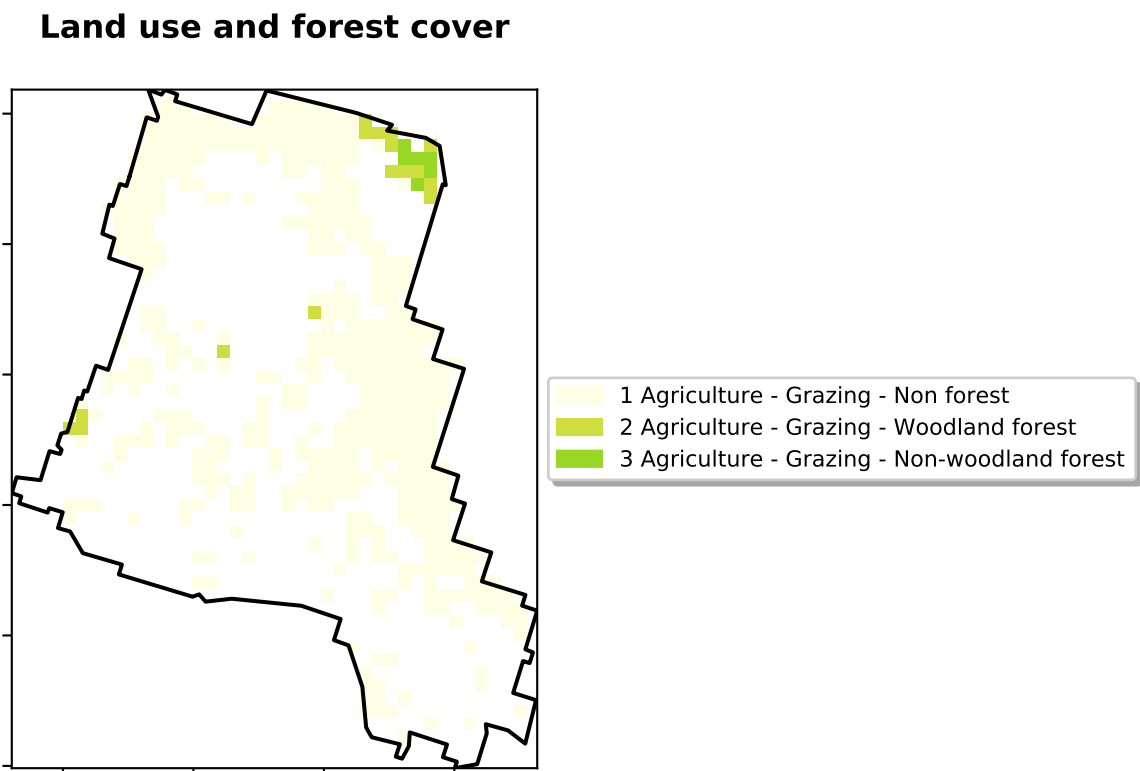 Land use and forest cover
1 Agriculture - Grazing - Non forest
2 Agriculture - Grazing - Woodland forest
3 Agriculture - Grazing - Non-woodland forest